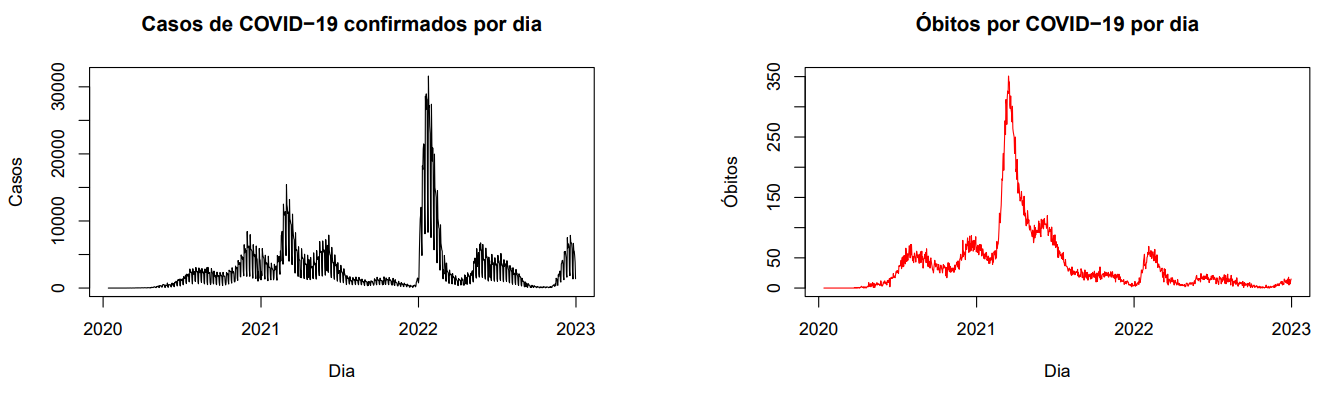 Casos de COVID−19 confirmados por dia
Casos
30000
20000
10000
0
2020 2021 2022 2023
Dia
Óbitos por COVID−19 por dia
Óbitos
350
250
150
50
0
2020 2021 2022 2023
Dia